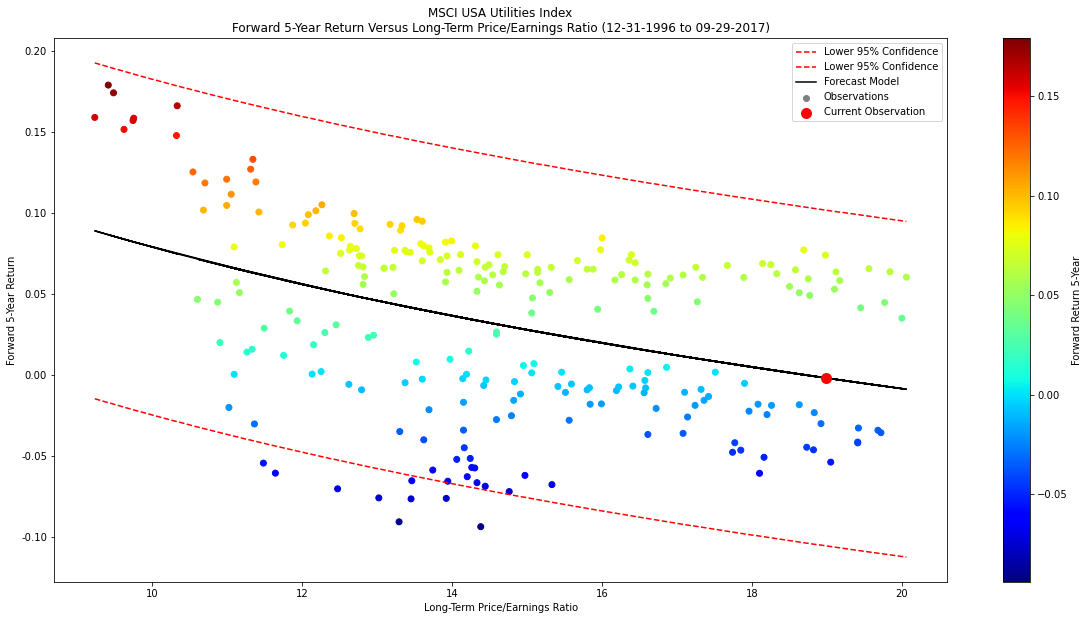 MSCI USA Utilities Index
Forward 5-Year Return Versus Long-Term Price/Earnings Ratio (12-31-1996 to 09-29-2017)
Lower 95% Confidence
Lower 95% Confidence
Forecast Model
Observations
Current Observation
Forward 5-Year Return
0.20
0.15
0.10
0.05
0.00
-0.05
-0.10
10
12
14
16
18
20
Long-Term Price/Earnings Ratio
0.15
0.10
0.05
0.00
−0.05
Forward Return 5-Year